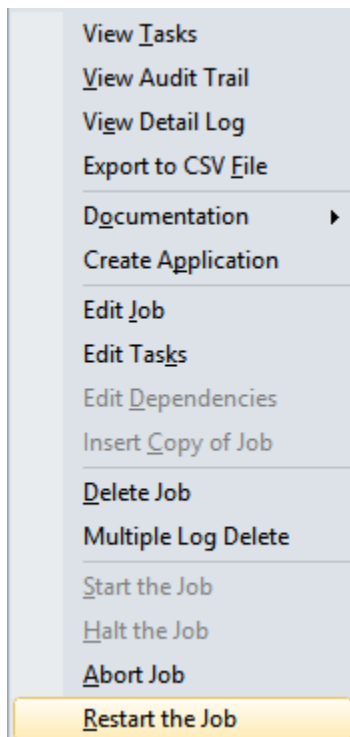 View Tasks
View Audit Trail
View Detail Log
Export to CSV File
Documentation
Create Application
Edit Job
Edit Tasks
Edit Dependencies
Insert Copy of Job
Delete Job
Multiple Log Delete
Start the Job
Halt the Job
Abort Job
Restart the Job